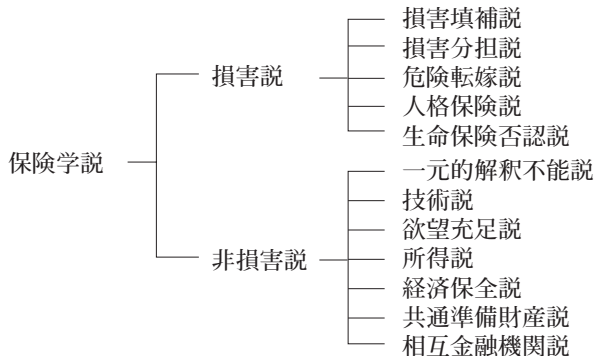 保険学説
損害説
損害填補説
損害分担説
危険転嫁説
人格保険説
生命保険否認説
非損害説
一元的解釈不能説
技術説
欲望充足説
所得説
経済保全説
共通準備財産説
相互金融機関説